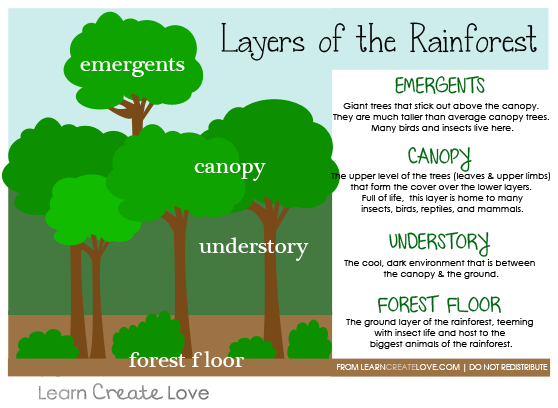 Layers of the Rainforest
emergents
canopy
understory
forest floor
EMERGENTS
Giant trees that stick out above the canopy.
They are much taller than average canopy trees.
Many birds and insects live here.
CANOPY
The upper level of the trees (leaves & upper limbs)
that form the cover over the lower layers.
Full of life, this layer is home to many
insects, birds, reptiles, and mammals.
UNDERSTORY
The cool, dark environment that is between
the canopy & the ground.
FOREST FLOOR
The ground layer of the rainforest, teeming
with insect life and host to the
biggest animals of the rainforest.
FROM LEARNCREATELOVE.COM | DO NOT REDISTRIBUTE
Learn Create Love